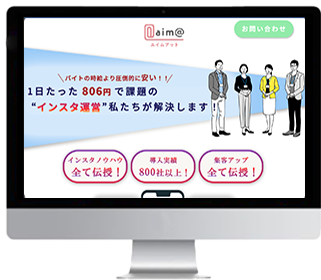 aim@
エイムアット
お問い合わせ
＼バイトの時給より圧倒的に安い！！／
1日たった 806円 で課題の
“インスタ運営”私たちが解決します！
インスタノウハウ
全て伝授！
導入実績
800社以上！
集客アップ
全て伝授！